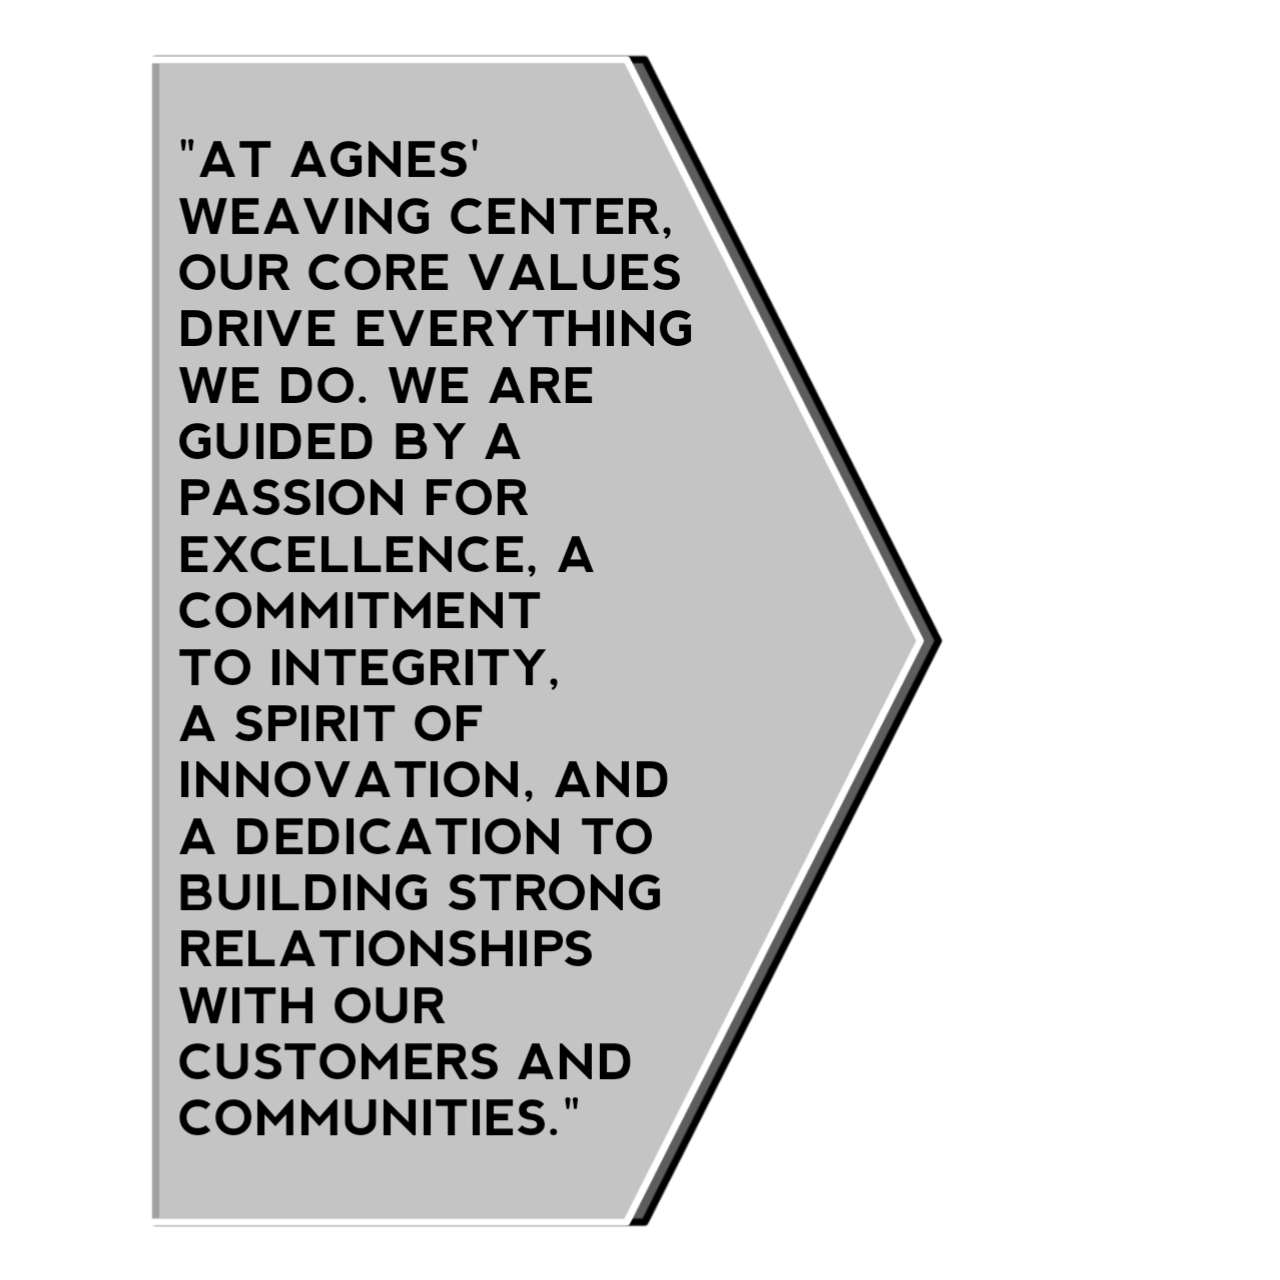 "AT AGNES'
WEAVING CENTER,
OUR CORE VALUES
DRIVE EVERYTHING
WE DO. WE ARE
GUIDED BY A
PASSION FOR
EXCELLENCE, A
COMMITMENT
TO INTEGRITY,
A SPIRIT OF
INNOVATION, AND
A DEDICATION TO
BUILDING STRONG
RELATIONSHIPS
WITH OUR
CUSTOMERS AND
COMMUNITIES."